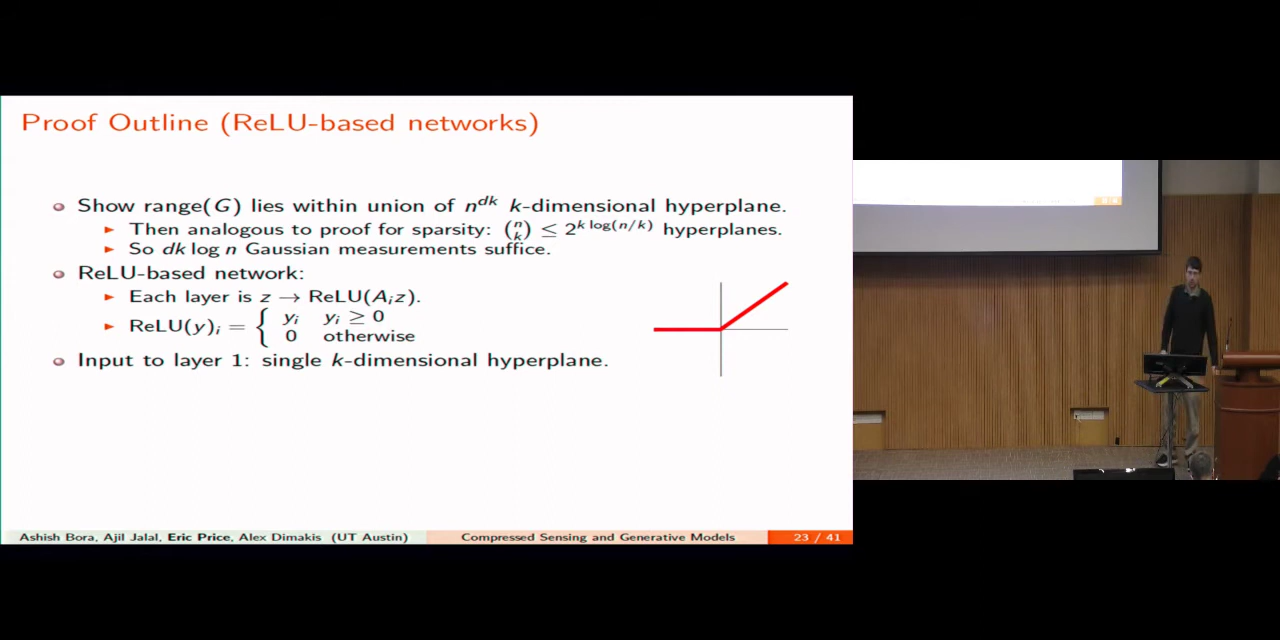 Proof Outline (ReLU-based networks)
Show range(G) lies within union of n^{dk} k-dimensional hyperplane.
Then analogous to proof for sparsity: \binom{n}{k} ≤ 2^{k log(n/k)} hyperplanes.
So dk log n Gaussian measurements suffice.
ReLU-based network:
Each layer is z → ReLU(A_i z).
ReLU(y)_i = { y_i y_i ≥ 0
0 otherwise
Input to layer 1: single k-dimensional hyperplane.
Ashish Bora, Ajil Jalal, Eric Price, Alex Dimakis (UT Austin) Compressed Sensing and Generative Models 23 / 41